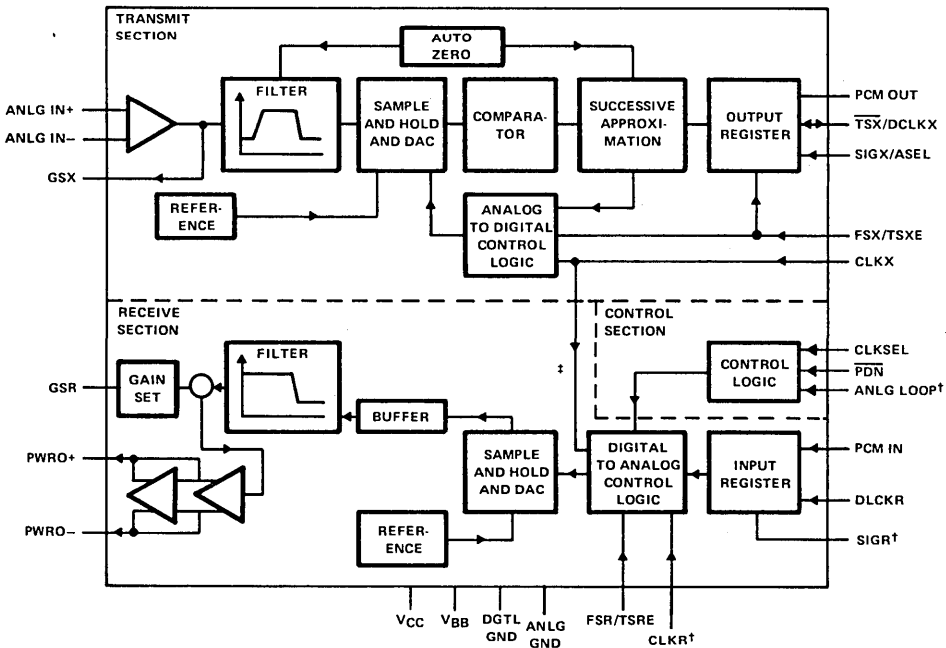 TRANSMIT
SECTION
AUTO
ZERO
FILTER
SAMPLE
AND HOLD
AND DAC
COMPARA-
TOR
SUCCESSIVE
APPROXI-
MATION
OUTPUT
REGISTER
ANLG IN+
ANLG IN−
GSX
PCM OUT
TSX/DCLKX
SIGX/ASEL
REFER-
ENCE
ANALOG
TO DIGITAL
CONTROL
LOGIC
FSX/TSXE
CLKX
RECEIVE
SECTION
CONTROL
SECTION
FILTER
GSR
GAIN
SET
BUFFER
‡
CONTROL
LOGIC
CLKSEL
PDN
ANLG LOOP†
PWRO+
PWRO−
SAMPLE
AND HOLD
AND DAC
DIGITAL
TO ANALOG
CONTROL
LOGIC
INPUT
REGISTER
PCM IN
DLCKR
SIGR†
REFER-
ENCE
VCC
VBB
DGTL
GND
ANLG
GND
FSR/TSRE
CLKR†